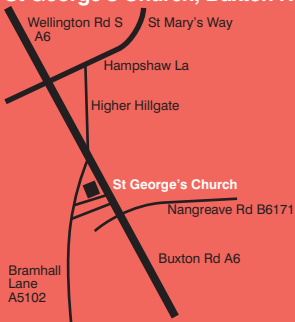 Wellington Rd S
A6
St Mary's Way
Hampshaw La
Higher Hillgate
St George's Church
Nangreave Rd B6171
Buxton Rd A6
Bramhall
Lane
A5102